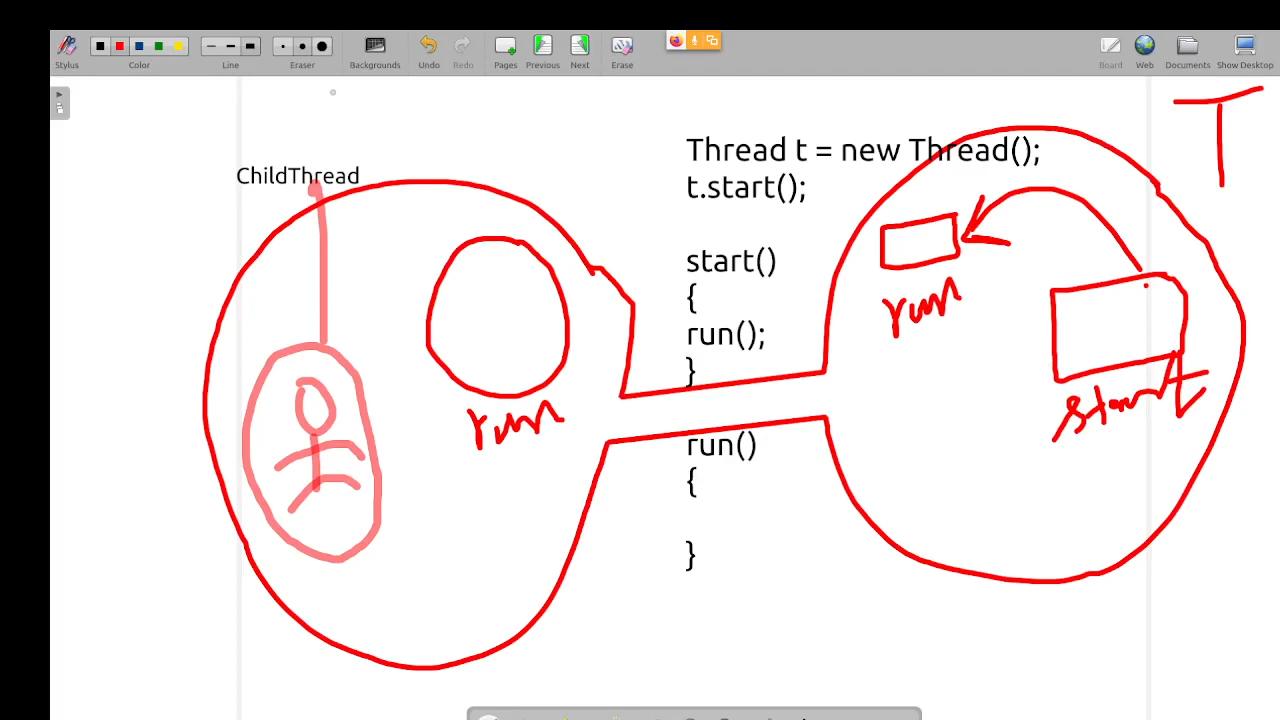 Stylus
Color
Line
Eraser
Backgrounds
Undo
Redo
Pages
Previous
Next
Erase
Board
Web
Documents
Show Desktop
T
Thread t = new Thread();
ChildThread
t.start();
start()
{
run
run();
}
run
start
run()
{
}